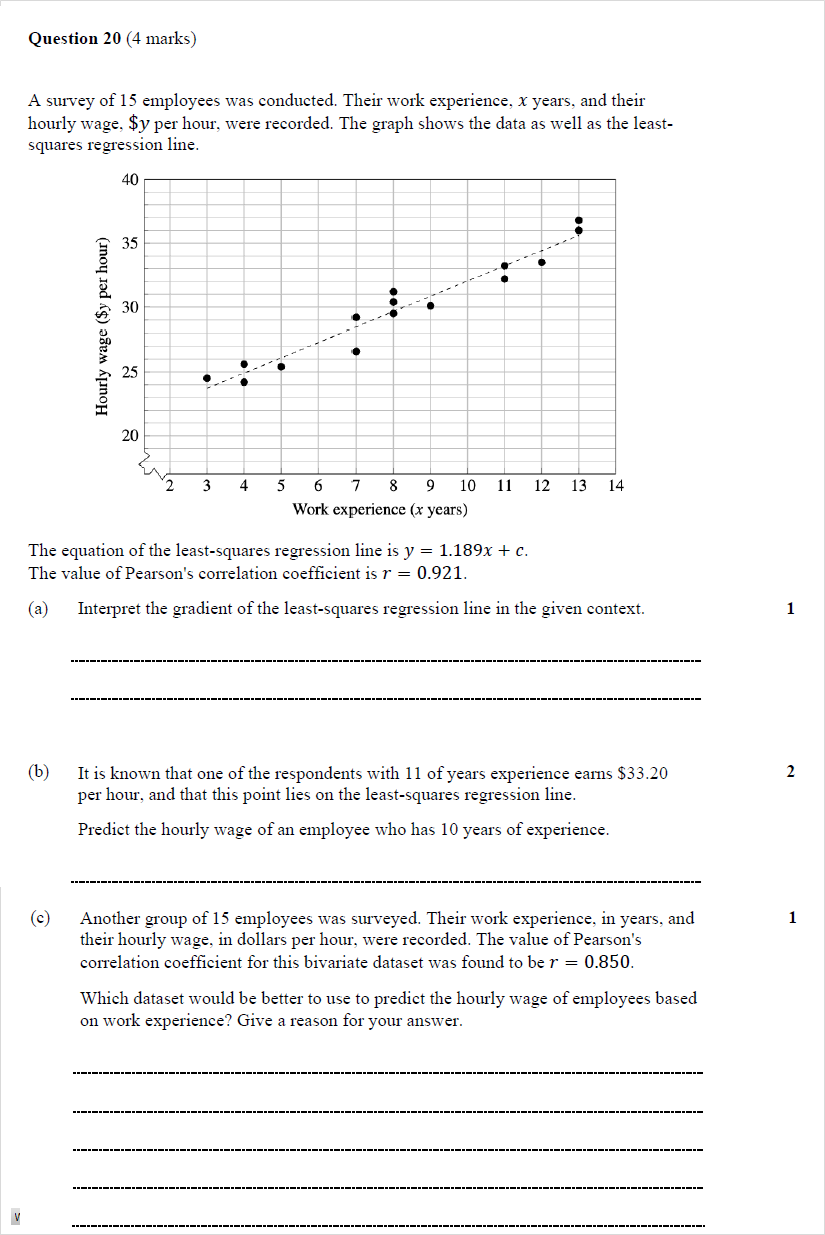 Question 20 (4 marks)
A survey of 15 employees was conducted. Their work experience, x years, and their
hourly wage, $y per hour, were recorded. The graph shows the data as well as the least-
squares regression line.
40
35
30
25
20
Hourly wage ($y per hour)
2 3 4 5 6 7 8 9 10 11 12 13 14
Work experience (x years)
The equation of the least-squares regression line is y = 1.189x + c.
The value of Pearson's correlation coefficient is r = 0.921.
(a) Interpret the gradient of the least-squares regression line in the given context. 1
(b) It is known that one of the respondents with 11 of years experience earns $33.20 2
per hour, and that this point lies on the least-squares regression line.
Predict the hourly wage of an employee who has 10 years of experience.
(c) Another group of 15 employees was surveyed. Their work experience, in years, and 1
their hourly wage, in dollars per hour, were recorded. The value of Pearson's
correlation coefficient for this bivariate dataset was found to be r = 0.850.
Which dataset would be better to use to predict the hourly wage of employees based
on work experience? Give a reason for your answer.
V